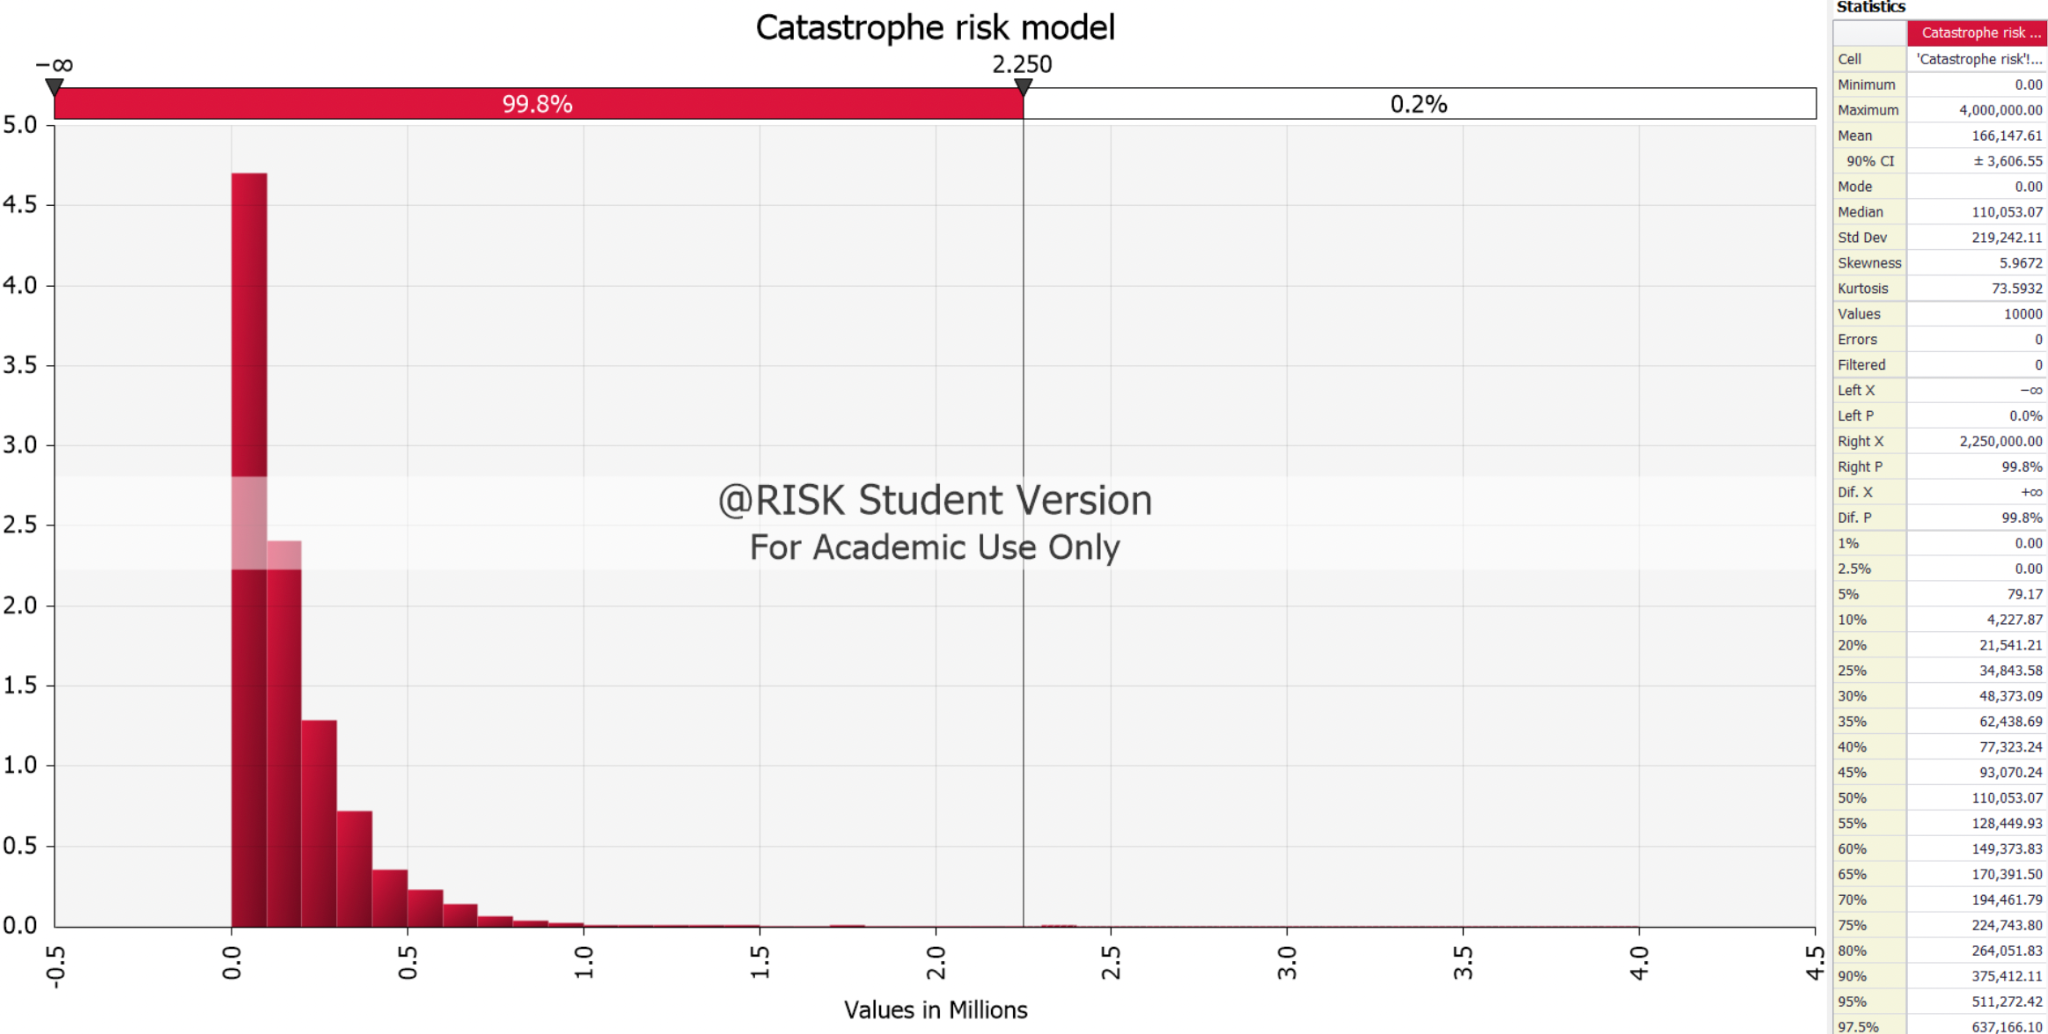 Catastrophe risk model
−∞
2.250
99.8%
0.2%
5.0
4.5
4.0
3.5
3.0
2.5
2.0
1.5
1.0
0.5
0.0
@RISK Student Version
For Academic Use Only
-0.5
0.0
0.5
1.0
1.5
2.0
2.5
3.0
3.5
4.0
4.5
Values in Millions
Statistics
Catastrophe risk ...
Cell 'Catastrophe risk'!...
Minimum 0.00
Maximum 4,000,000.00
Mean 166,147.61
90% CI ± 3,606.55
Mode 0.00
Median 110,053.07
Std Dev 219,242.11
Skewness 5.9672
Kurtosis 73.5932
Values 10000
Errors 0
Filtered 0
Left X −∞
Left P 0.0%
Right X 2,250,000.00
Right P 99.8%
Dif. X +∞
Dif. P 99.8%
1% 0.00
2.5% 0.00
5% 79.17
10% 4,227.87
20% 21,541.21
25% 34,843.58
30% 48,373.09
35% 62,438.69
40% 77,323.24
45% 93,070.24
50% 110,053.07
55% 128,449.93
60% 149,373.83
65% 170,391.50
70% 194,461.79
75% 224,743.80
80% 264,051.83
90% 375,412.11
95% 511,272.42
97.5% 637,166.10